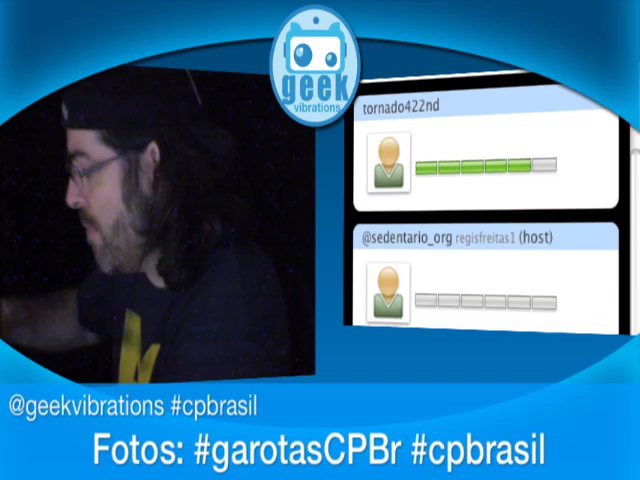 geek
vibrations
tornado422nd
@sedentario_org regisfreitas1 (host)
@geekvibrations #cpbrasil
Fotos: #garotasCPBr #cpbrasil